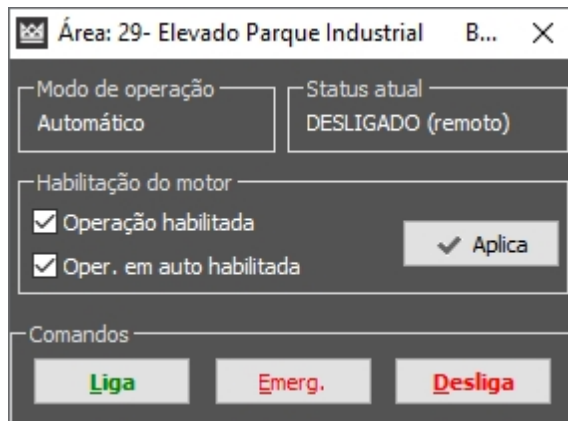 Área: 29- Elevado Parque Industrial B...
Modo de operação
Automático
Status atual
DESLIGADO (remoto)
Habilitação do motor
Operação habilitada
Oper. em auto habilitada
Aplica
Comandos
Liga
Emerg.
Desliga